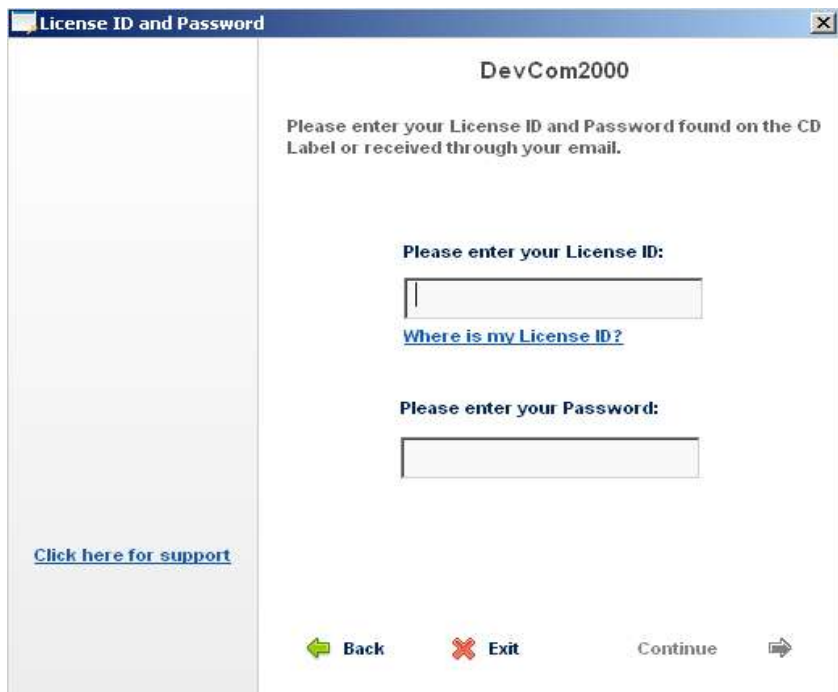 License ID and Password
DevCom2000
Please enter your License ID and Password found on the CD
Label or received through your email.
Please enter your License ID:
Where is my License ID?
Please enter your Password:
Click here for support
Back Exit Continue